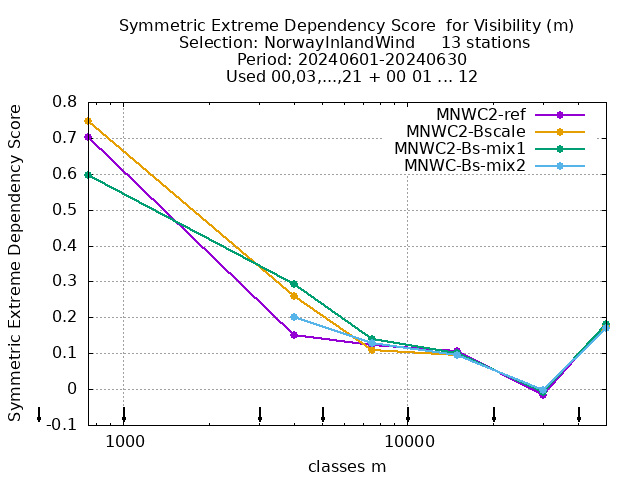 Symmetric Extreme Dependency Score  for Visibility (m)
Selection: NorwayInlandWind     13 stations
Period: 20240601-20240630
Used 00,03,...,21 + 00 01 ... 12
Symmetric Extreme Dependency Score
0.8
0.7
0.6
0.5
0.4
0.3
0.2
0.1
0
-0.1
MNWC2-ref
MNWC2-Bscale
MNWC2-Bs-mix1
MNWC-Bs-mix2
1000
10000
classes m